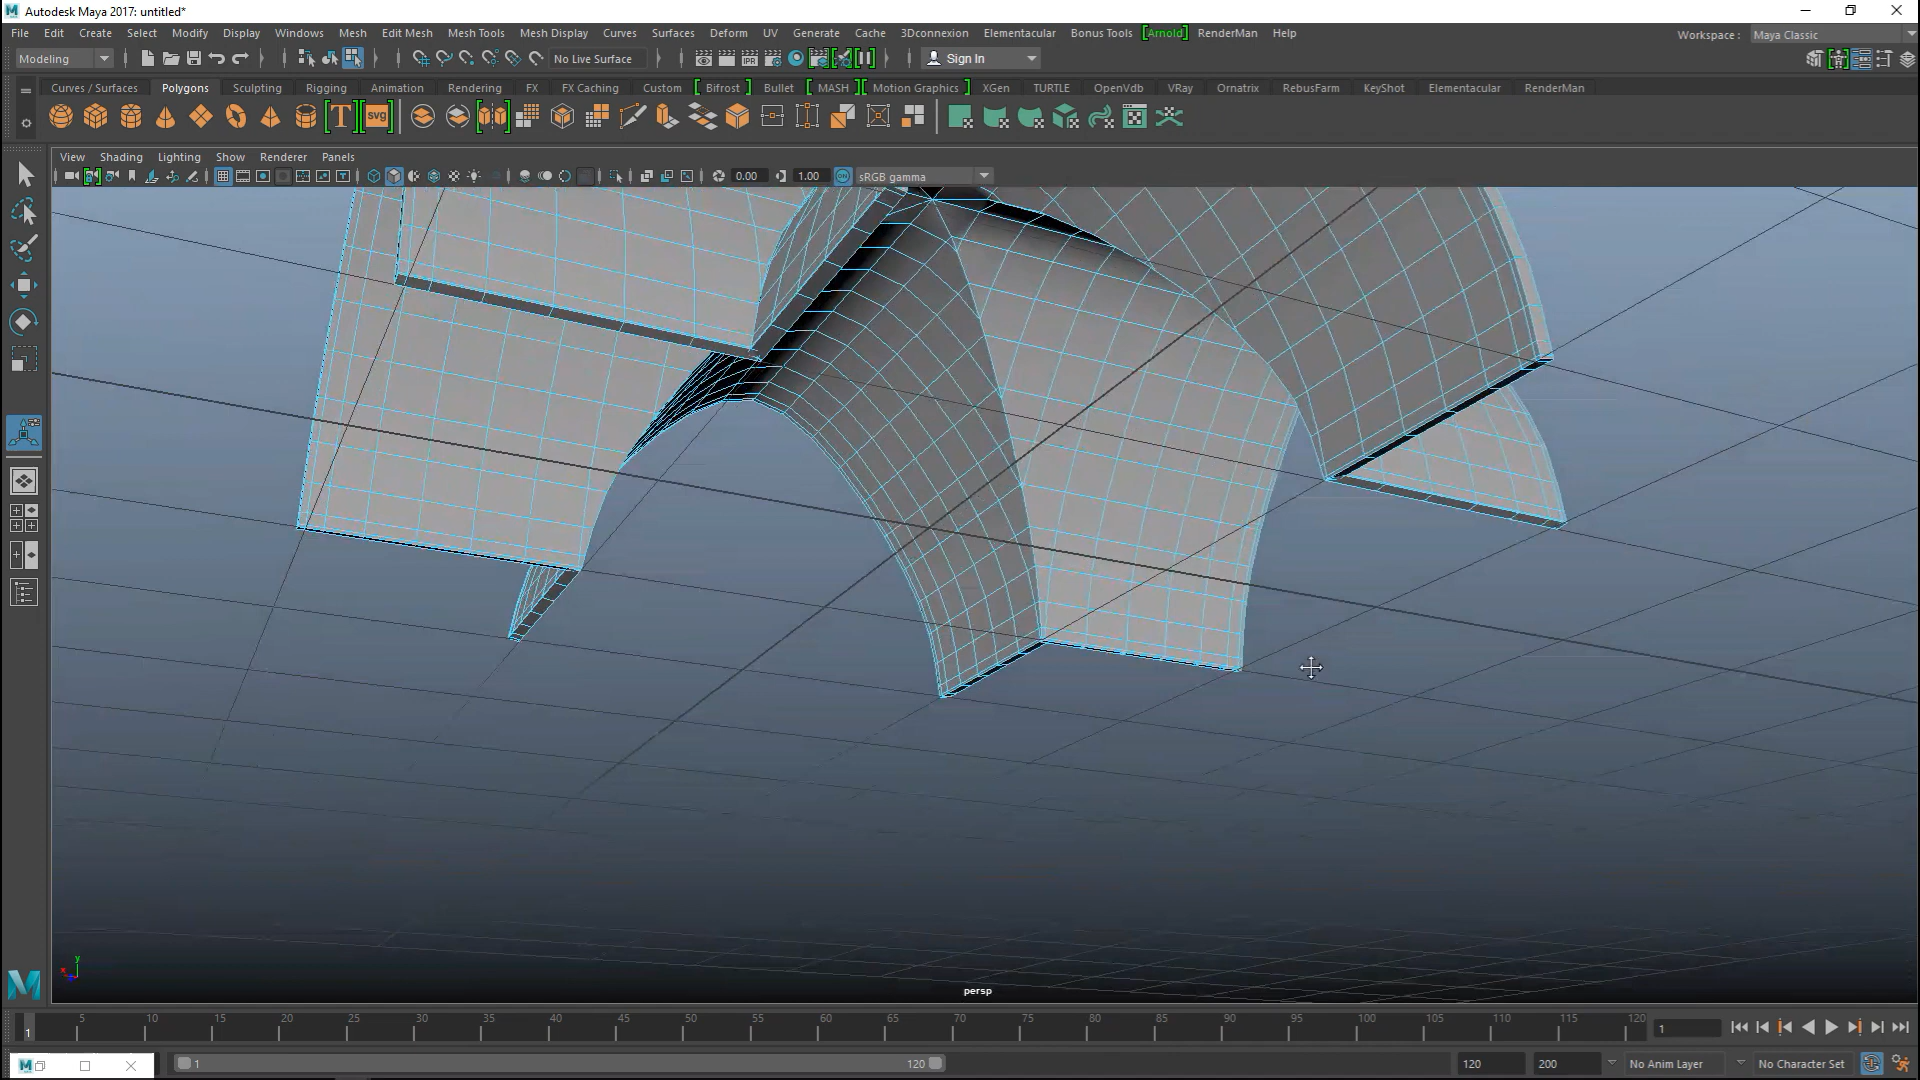 Autodesk Maya 2017: untitled*
File Edit Create Select Modify Display Windows Mesh Edit Mesh Mesh Tools Mesh Display Curves Surfaces Deform UV Generate Cache 3Dconnexion Elementacular Bonus Tools [Arnold] RenderMan Help Workspace : Maya Classic
Modeling No Live Surface IPR Sign In
Curves / Surfaces Polygons Sculpting Rigging Animation Rendering FX FX Caching Custom Bifrost Bullet MASH Motion Graphics XGen TURTLE OpenVdb VRay Ornatrix RebusFarm KeyShot Elementacular RenderMan
T SVG
View Shading Lighting Show Renderer Panels
0.00 1.00 ON sRGB gamma
y
x
persp
1 5 10 15 20 25 30 35 40 45 50 55 60 65 70 75 80 85 90 95 100 105 110 115 120 1
1 120 120 200 No Anim Layer No Character Set